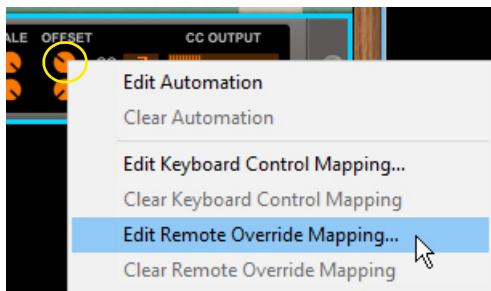 ALE OFFSET CC OUTPUT
Edit Automation
Clear Automation
Edit Keyboard Control Mapping...
Clear Keyboard Control Mapping
Edit Remote Override Mapping...
Clear Remote Override Mapping